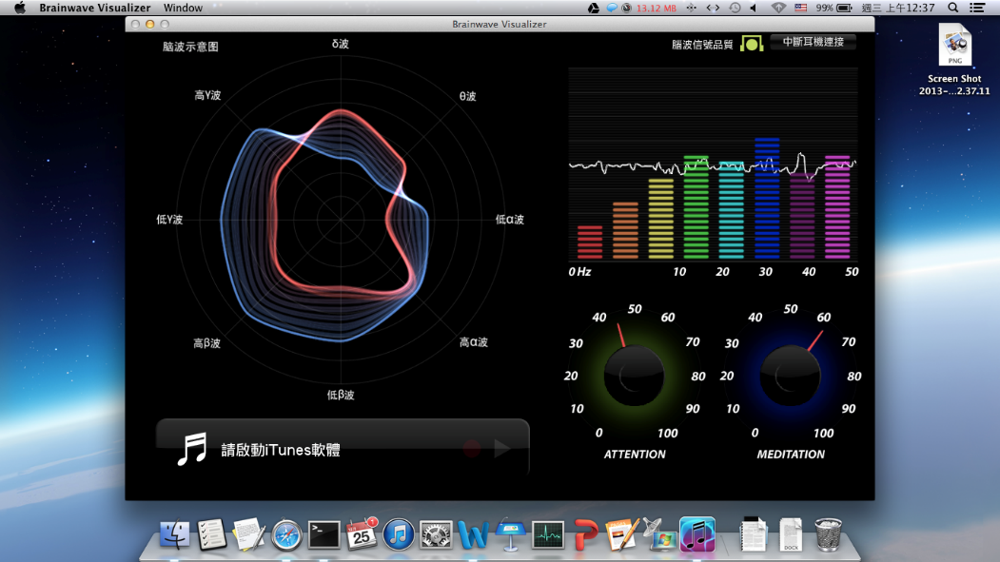 Brainwave Visualizer Window
13.12 MB
99%
週三 上午12:37
Brainwave Visualizer
脑波示意图
δ波
θ波
低α波
高α波
低β波
高β波
低γ波
高γ波
腦波信號品質
中斷耳機連接
0 Hz 10 20 30 40 50
0 10 20 30 40 50 60 70 80 90 100
ATTENTION
0 10 20 30 40 50 60 70 80 90 100
MEDITATION
請啟動iTunes軟體
PNG
Screen Shot
2013-...2.37.11
25
1
DOCX